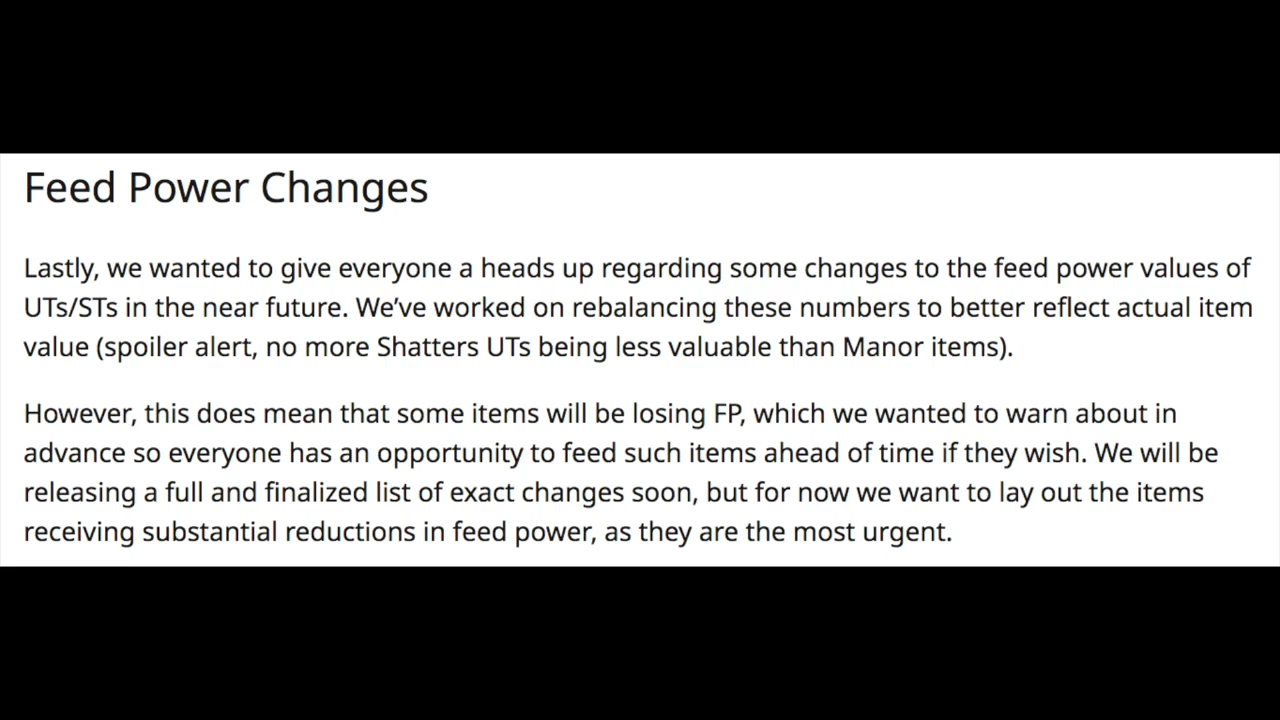 Feed Power Changes
Lastly, we wanted to give everyone a heads up regarding some changes to the feed power values of
UTs/STs in the near future. We’ve worked on rebalancing these numbers to better reflect actual item
value (spoiler alert, no more Shatters UTs being less valuable than Manor items).
However, this does mean that some items will be losing FP, which we wanted to warn about in
advance so everyone has an opportunity to feed such items ahead of time if they wish. We will be
releasing a full and finalized list of exact changes soon, but for now we want to lay out the items
receiving substantial reductions in feed power, as they are the most urgent.